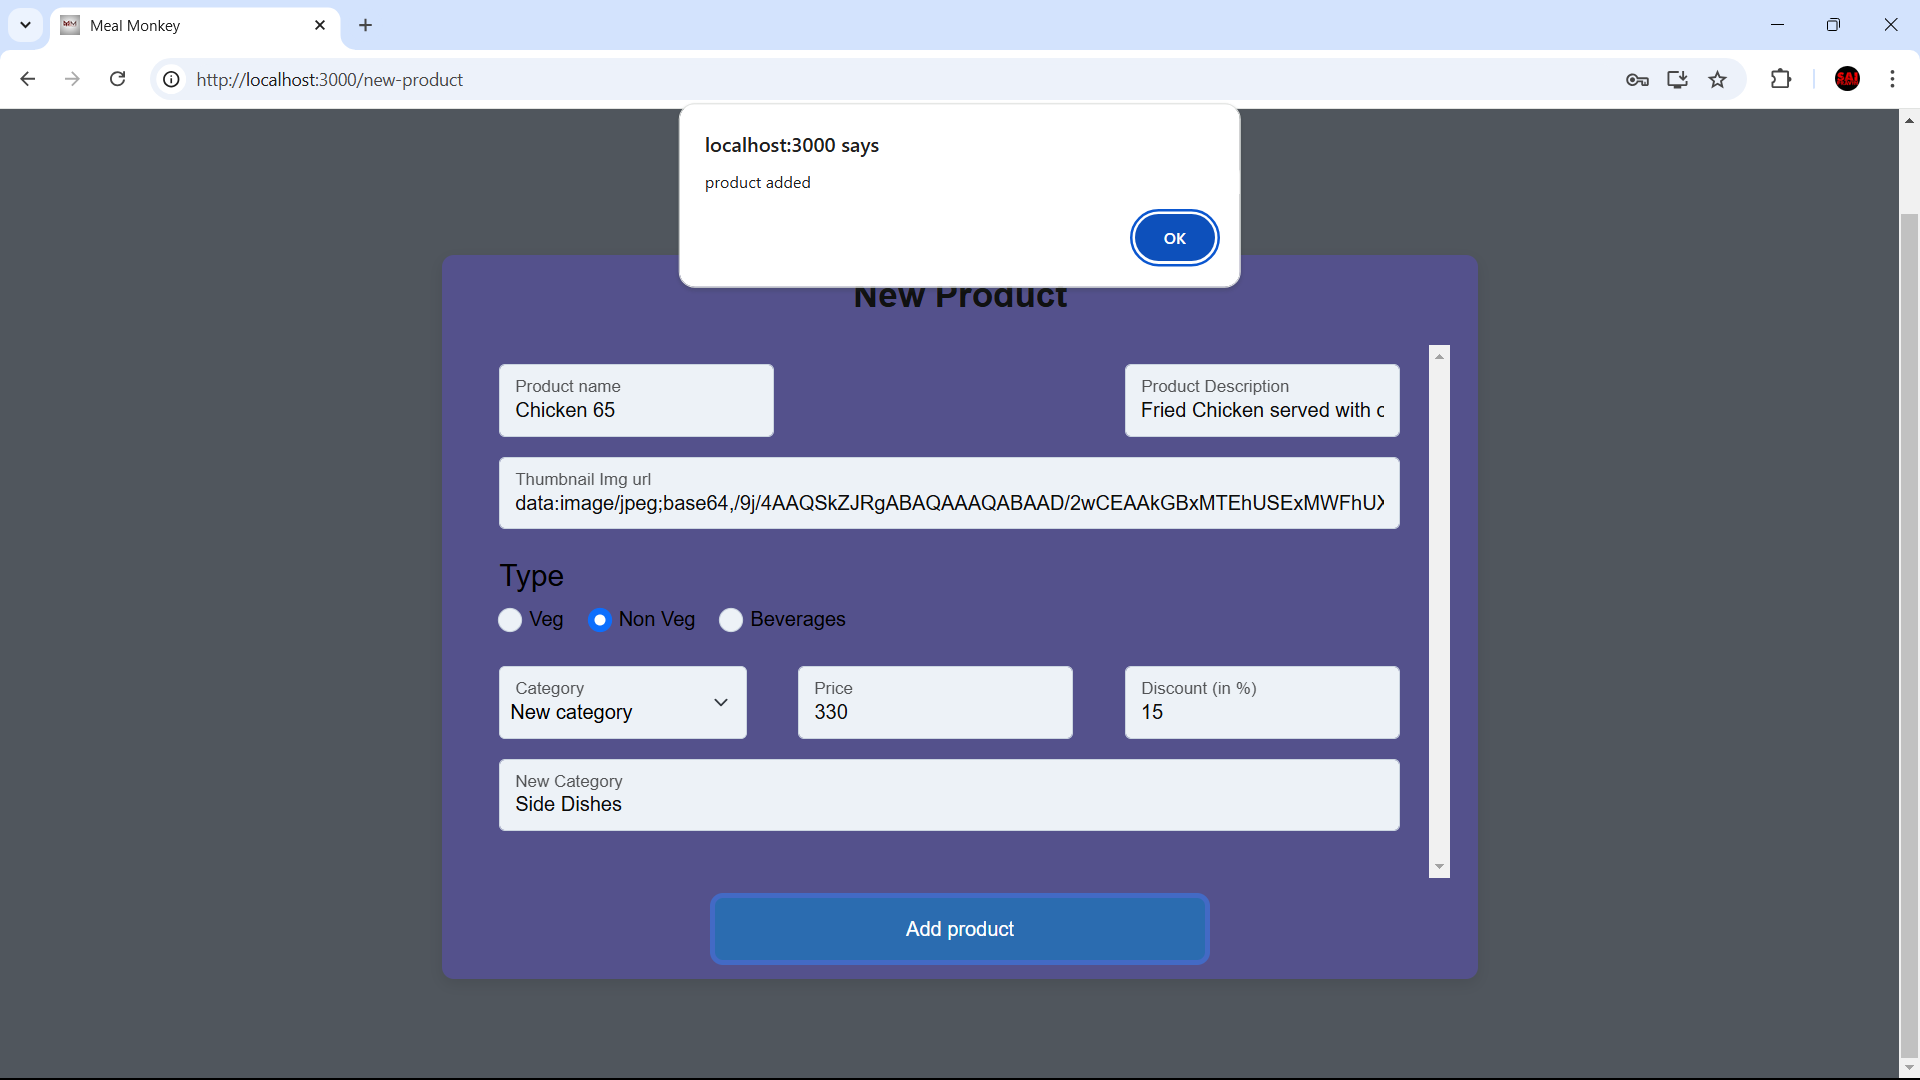 Meal Monkey
http://localhost:3000/new-product
localhost:3000 says
product added
OK
New Product
Product name
Chicken 65
Product Description
Fried Chicken served with c
Thumbnail Img url
data:image/jpeg;base64,/9j/4AAQSkZJRgABAQAAAQABAAD/2wCEAAkGBxMTEhUSExMWFhUX
Type
Veg
Non Veg
Beverages
Category
New category
Price
330
Discount (in %)
15
New Category
Side Dishes
Add product